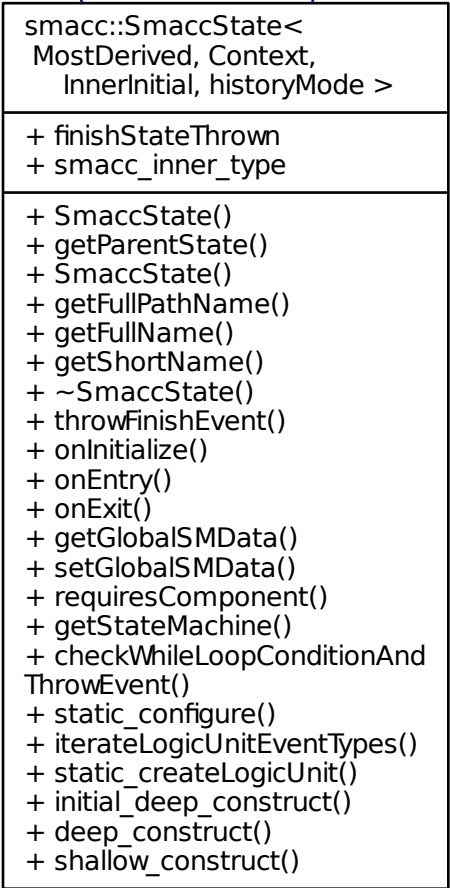 smacc::SmaccState<
MostDerived, Context,
InnerInitial, historyMode >
+ finishStateThrown
+ smacc_inner_type
+ SmaccState()
+ getParentState()
+ SmaccState()
+ getFullPathName()
+ getFullName()
+ getShortName()
+ ~SmaccState()
+ throwFinishEvent()
+ onInitialize()
+ onEntry()
+ onExit()
+ getGlobalSMData()
+ setGlobalSMData()
+ requiresComponent()
+ getStateMachine()
+ checkWhileLoopConditionAnd
ThrowEvent()
+ static_configure()
+ iterateLogicUnitEventTypes()
+ static_createLogicUnit()
+ initial_deep_construct()
+ deep_construct()
+ shallow_construct()